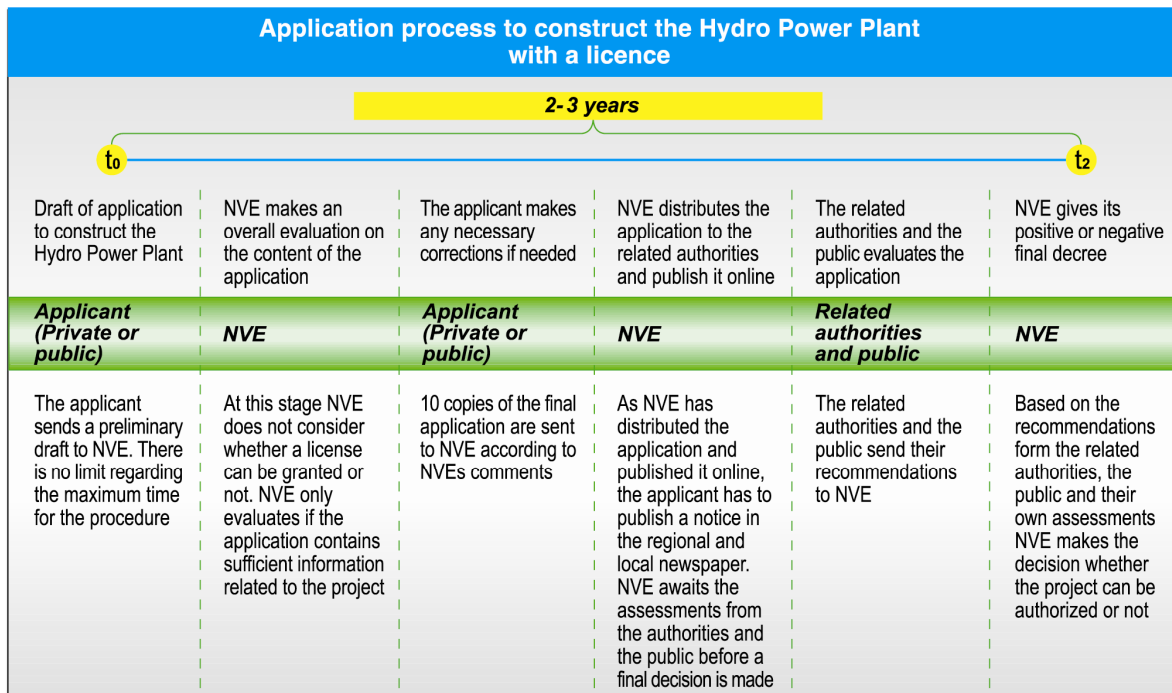 Application process to construct the Hydro Power Plant
with a licence
2-3 years
t0
t2
Draft of application
to construct the
Hydro Power Plant
NVE makes an
overall evaluation on
the content of the
application
The applicant makes
any necessary
corrections if needed
NVE distributes the
application to the
related authorities
and publish it online
The related
authorities and the
public evaluates the
application
NVE gives its
positive or negative
final decree
Applicant
(Private or
public)
NVE
Applicant
(Private or
public)
NVE
Related
authorities
and public
NVE
The applicant
sends a preliminary
draft to NVE. There
is no limit regarding
the maximum time
for the procedure
At this stage NVE
does not consider
whether a license
can be granted or
not. NVE only
evaluates if the
application contains
sufficient information
related to the project
10 copies of the final
application are sent
to NVE according to
NVEs comments
As NVE has
distributed the
application and
published it online,
the applicant has to
publish a notice in
the regional and
local newspaper.
NVE awaits the
assessments from
the authorities and
the public before a
final decision is made
The related
authorities and the
public send their
recommendations
to NVE
Based on the
recommendations
form the related
authorities, the
public and their
own assessments
NVE makes the
decision whether
the project can be
authorized or not